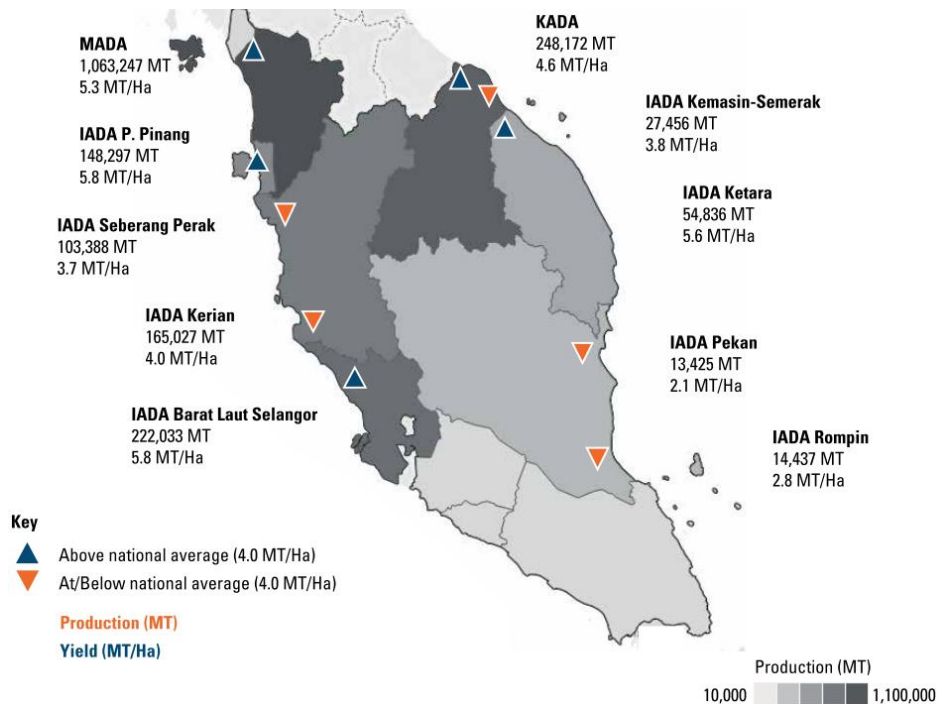 MADA
1,063,247 MT
5.3 MT/Ha
KADA
248,172 MT
4.6 MT/Ha
IADA Kemasin-Semerak
27,456 MT
3.8 MT/Ha
IADA P. Pinang
148,297 MT
5.8 MT/Ha
IADA Ketara
54,836 MT
5.6 MT/Ha
IADA Seberang Perak
103,388 MT
3.7 MT/Ha
IADA Kerian
165,027 MT
4.0 MT/Ha
IADA Pekan
13,425 MT
2.1 MT/Ha
IADA Barat Laut Selangor
222,033 MT
5.8 MT/Ha
IADA Rompin
14,437 MT
2.8 MT/Ha
Key
Above national average (4.0 MT/Ha)
At/Below national average (4.0 MT/Ha)
Production (MT)
Yield (MT/Ha)
Production (MT)
10,000 1,100,000